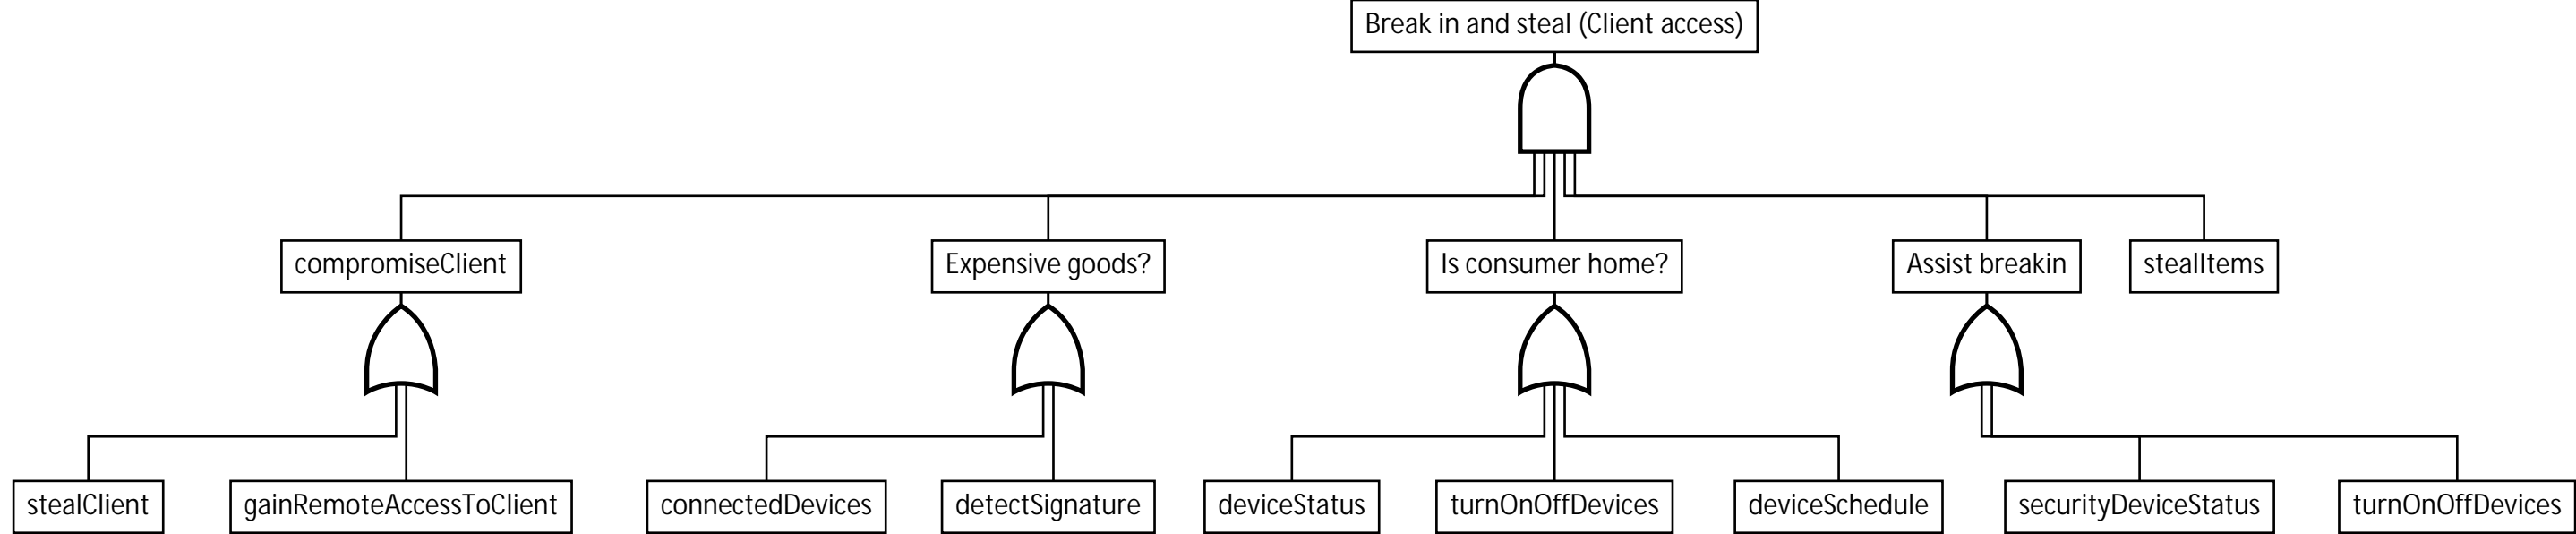 Break in and steal (Client access)
compromiseClient
Expensive goods?
Is consumer home?
Assist breakin
stealItems
stealClient
gainRemoteAccessToClient
connectedDevices
detectSignature
deviceStatus
turnOnOffDevices
deviceSchedule
securityDeviceStatus
turnOnOffDevices